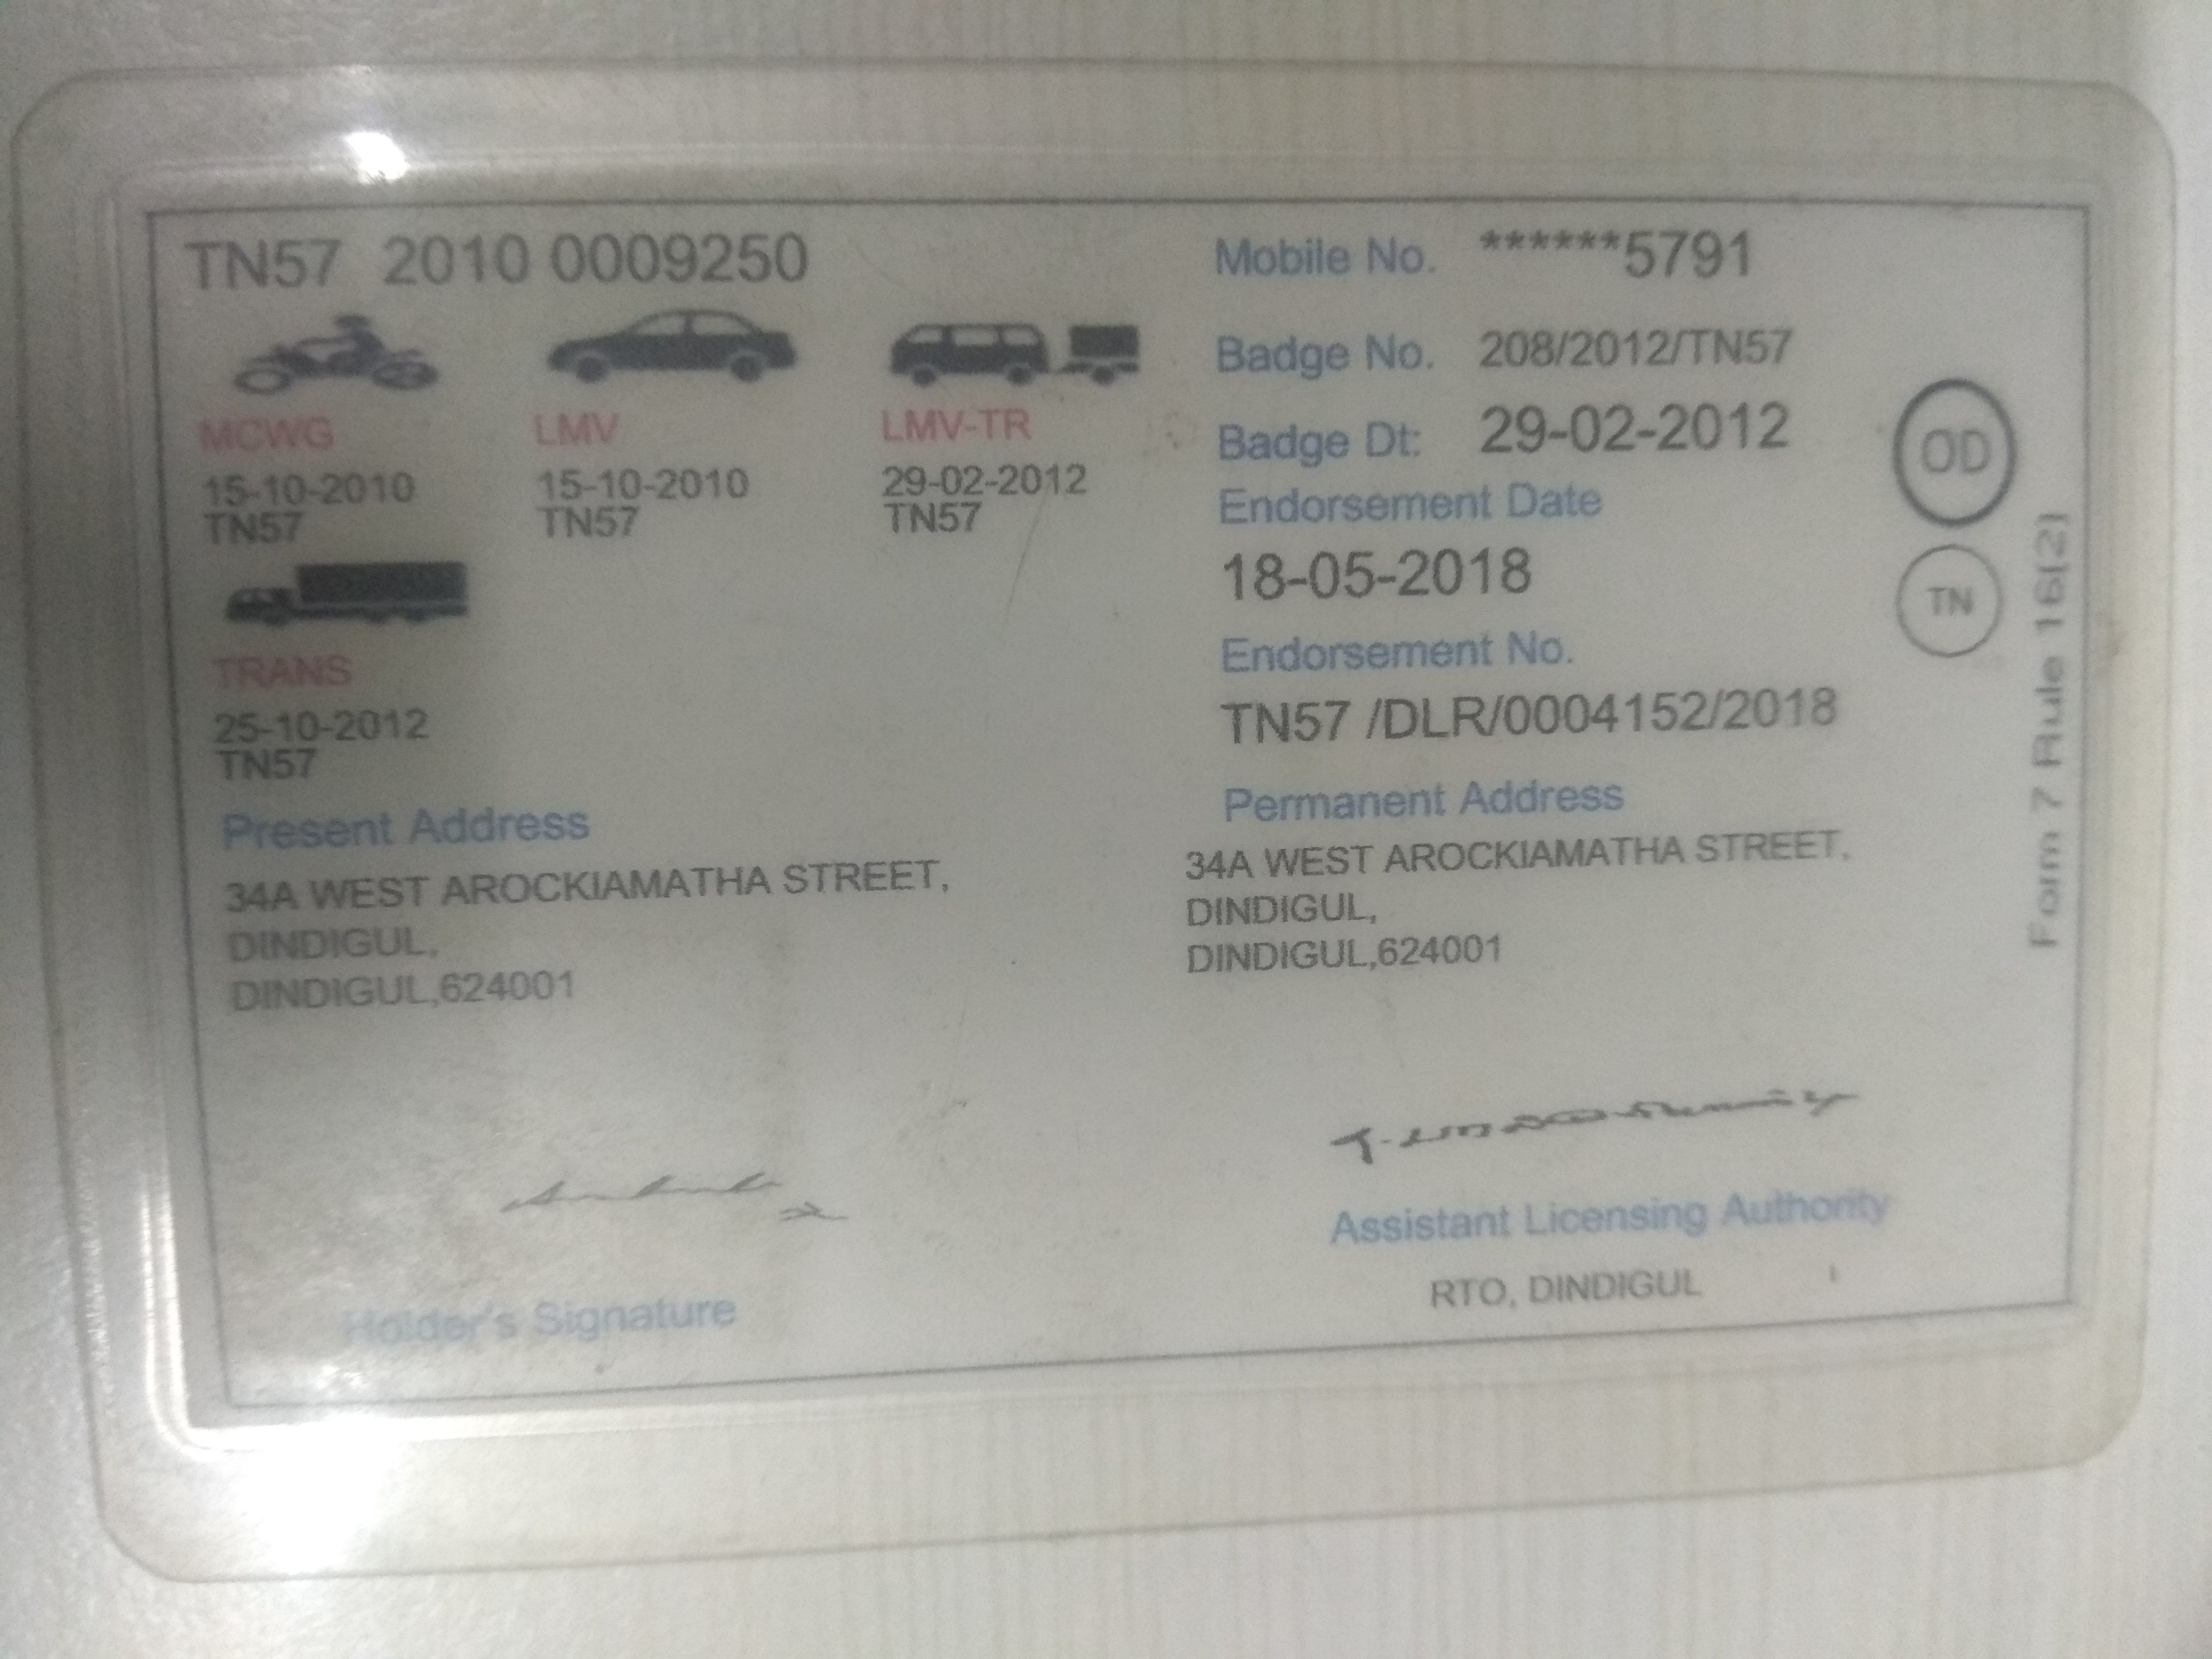 TN57 2010 0009250
MCWG LMV LMV-TR
15-10-2010 15-10-2010 29-02-2012
TN57 TN57 TN57
TRANS
25-10-2012
TN57
Present Address
34A WEST AROCKIAMATHA STREET,
DINDIGUL,
DINDIGUL,624001
Holder's Signature
Mobile No. ******5791
Badge No. 208/2012/TN57
Badge Dt: 29-02-2012
Endorsement Date
18-05-2018
Endorsement No.
TN57 /DLR/0004152/2018
Permanent Address
34A WEST AROCKIAMATHA STREET,
DINDIGUL,
DINDIGUL,624001
Assistant Licensing Authority
RTO, DINDIGUL
OD
TN
Form 7 Rule 16(2)